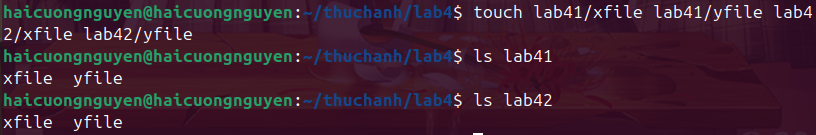 haicuongnguyen@haicuongnguyen:~/thuchanh/lab4$ touch lab41/xfile lab41/yfile lab4
2/xfile lab42/yfile
haicuongnguyen@haicuongnguyen:~/thuchanh/lab4$ ls lab41
xfile  yfile
haicuongnguyen@haicuongnguyen:~/thuchanh/lab4$ ls lab42
xfile  yfile